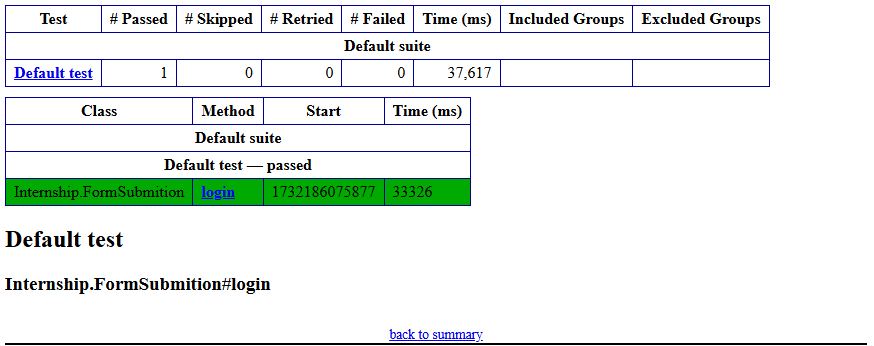 Test # Passed # Skipped # Retried # Failed Time (ms) Included Groups Excluded Groups
Default suite
Default test 1 0 0 0 37,617
Class Method Start Time (ms)
Default suite
Default test — passed
Internship.FormSubmition login 1732186075877 33326
Default test
Internship.FormSubmition#login
back to summary